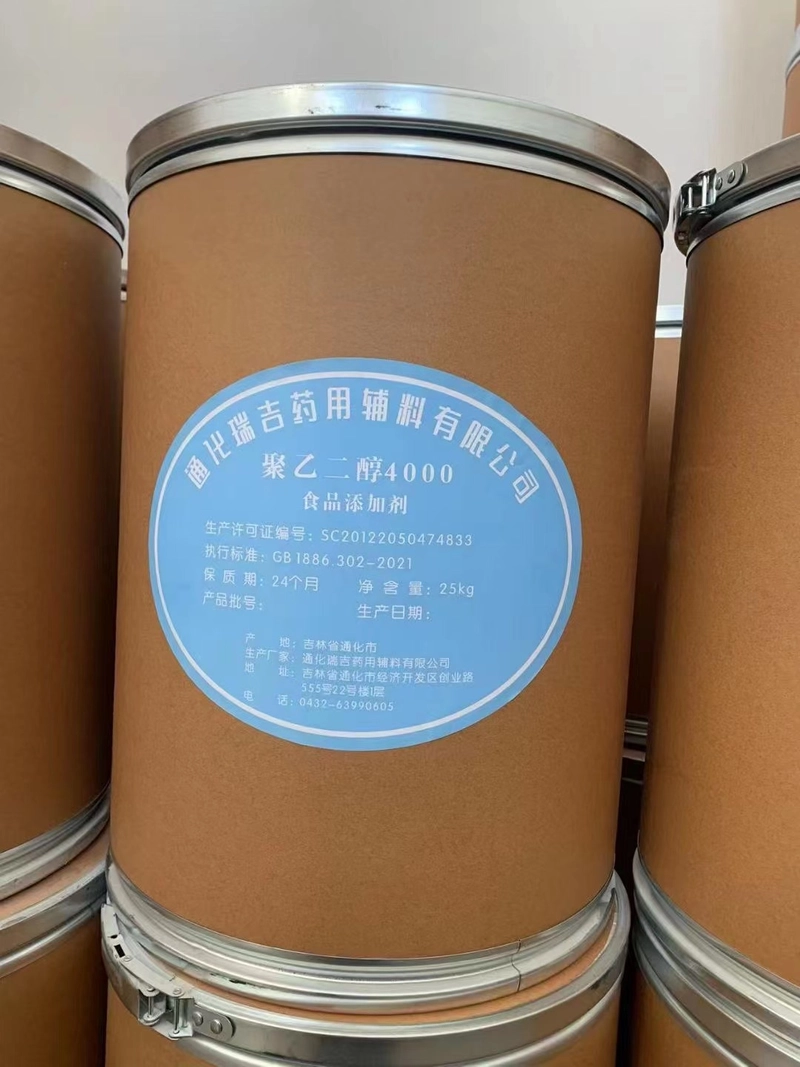 通化瑞吉药用辅料有限公司
聚乙二醇4000
食品添加剂
生产许可证编号：SC20122050474833
执行标准：GB1886.302-2021
保质期：24个月 净含量：25kg
产品批号： 生产日期：
产地：吉林省通化市
生产厂家：通化瑞吉药用辅料有限公司
地址：吉林省通化市经济开发区创业路
555号22号楼1层
电话：0432-63990605